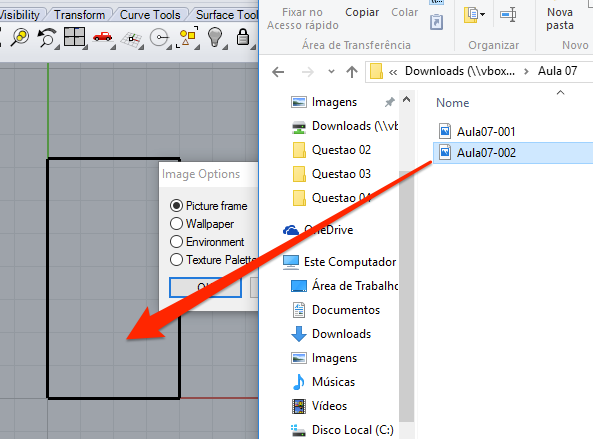 Visibility Transform Curve Tools Surface Tools
Image Options
Picture frame
Wallpaper
Environment
Texture Palette
Fixar no
Acesso rápido
Copiar
Colar
Nova
pasta
Área de Transferência
Organizar
Novo
« Downloads (\\vbox... › Aula 07
Imagens
Downloads (\\vb
Questao 02
Questao 03
Questao 04
OneDrive
Este Computador
Área de Trabalho
Documentos
Downloads
Imagens
Músicas
Vídeos
Disco Local (C:)
Nome
Aula07-001
Aula07-002